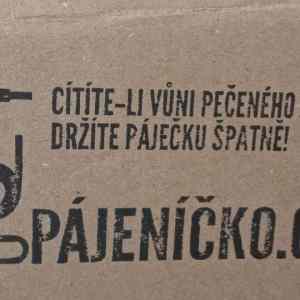 CÍTÍTE-LI VŮNI PEČENÉHO
DRŽÍTE PÁJEČKU ŠPATNĚ!
PÁJENÍČKO.